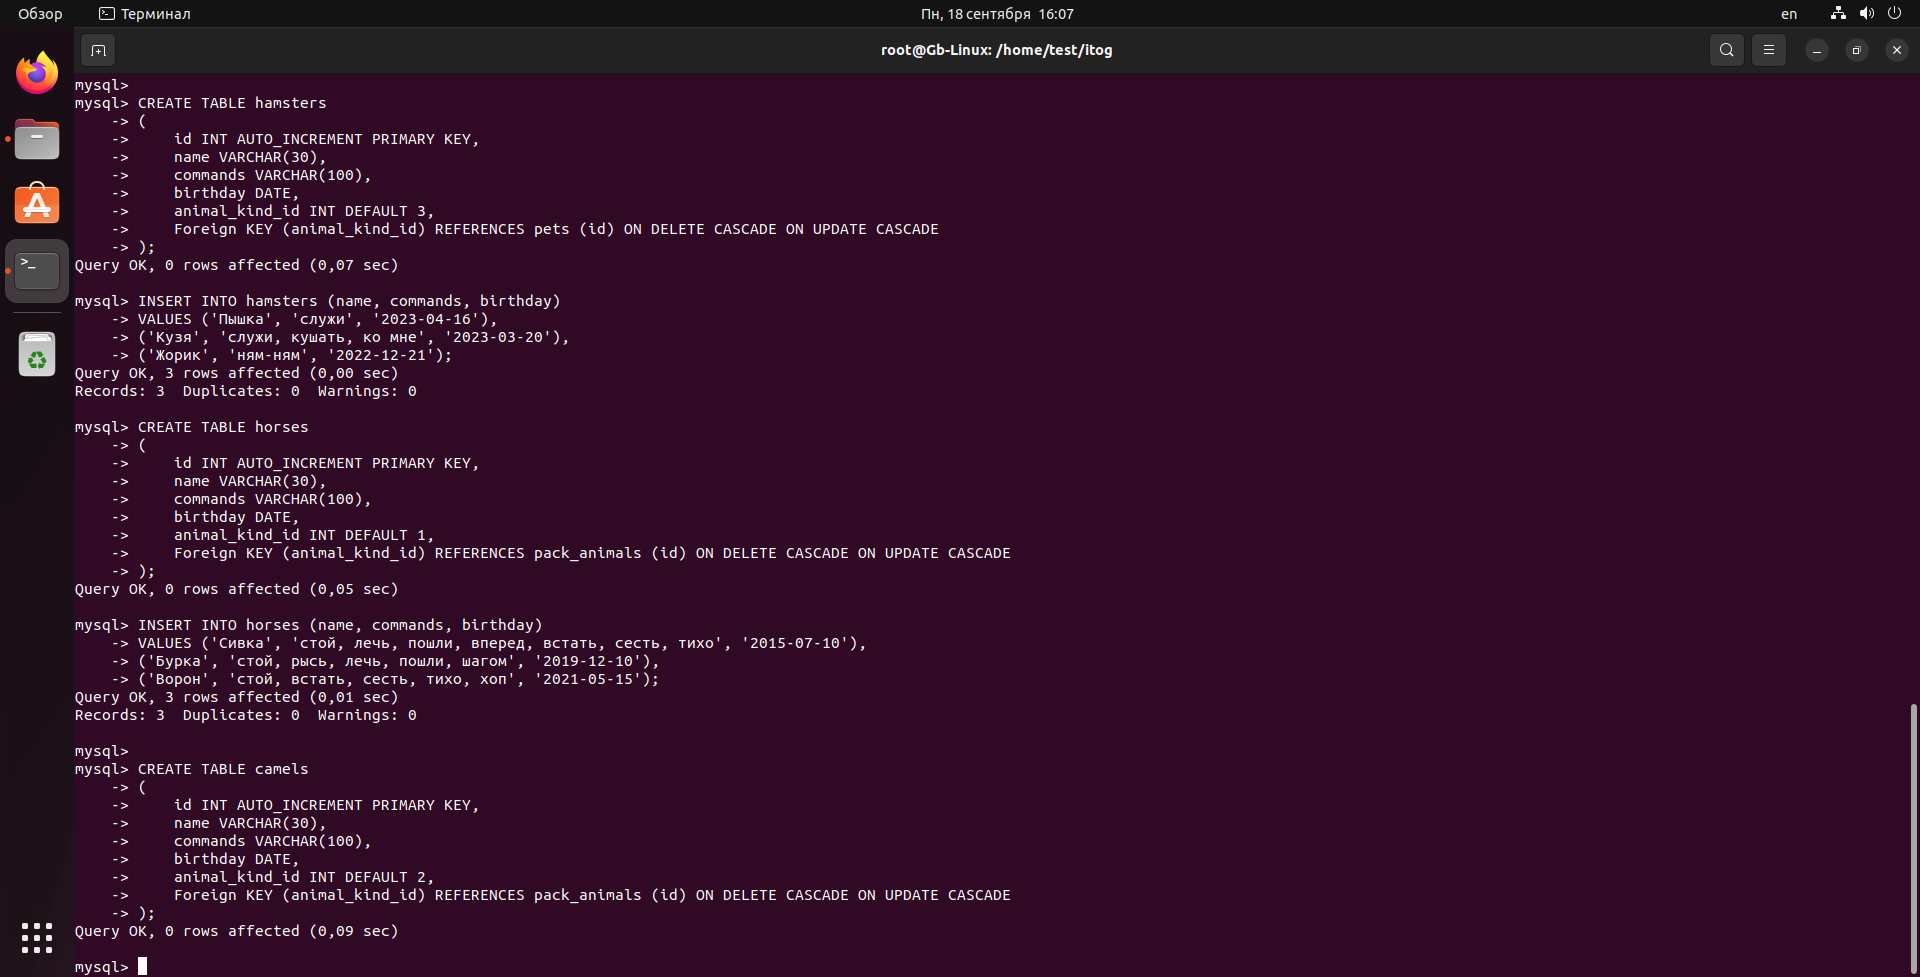 Обзор
Терминал
Пн, 18 сентября 16:07
en
root@Gb-Linux: /home/test/itog
mysql>
mysql> CREATE TABLE hamsters
    -> (
    ->     id INT AUTO_INCREMENT PRIMARY KEY,
    ->     name VARCHAR(30),
    ->     commands VARCHAR(100),
    ->     birthday DATE,
    ->     animal_kind_id INT DEFAULT 3,
    ->     Foreign KEY (animal_kind_id) REFERENCES pets (id) ON DELETE CASCADE ON UPDATE CASCADE
    -> );
Query OK, 0 rows affected (0,07 sec)
mysql> INSERT INTO hamsters (name, commands, birthday)
    -> VALUES ('Пышка', 'служи', '2023-04-16'),
    -> ('Кузя', 'служи, кушать, ко мне', '2023-03-20'),
    -> ('Жорик', 'ням-ням', '2022-12-21');
Query OK, 3 rows affected (0,00 sec)
Records: 3  Duplicates: 0  Warnings: 0
mysql> CREATE TABLE horses
    -> (
    ->     id INT AUTO_INCREMENT PRIMARY KEY,
    ->     name VARCHAR(30),
    ->     commands VARCHAR(100),
    ->     birthday DATE,
    ->     animal_kind_id INT DEFAULT 1,
    ->     Foreign KEY (animal_kind_id) REFERENCES pack_animals (id) ON DELETE CASCADE ON UPDATE CASCADE
    -> );
Query OK, 0 rows affected (0,05 sec)
mysql> INSERT INTO horses (name, commands, birthday)
    -> VALUES ('Сивка', 'стой, лечь, пошли, вперед, встать, сесть, тихо', '2015-07-10'),
    -> ('Бурка', 'стой, рысь, лечь, пошли, шагом', '2019-12-10'),
    -> ('Ворон', 'стой, встать, сесть, тихо, хоп', '2021-05-15');
Query OK, 3 rows affected (0,01 sec)
Records: 3  Duplicates: 0  Warnings: 0
mysql>
mysql> CREATE TABLE camels
    -> (
    ->     id INT AUTO_INCREMENT PRIMARY KEY,
    ->     name VARCHAR(30),
    ->     commands VARCHAR(100),
    ->     birthday DATE,
    ->     animal_kind_id INT DEFAULT 2,
    ->     Foreign KEY (animal_kind_id) REFERENCES pack_animals (id) ON DELETE CASCADE ON UPDATE CASCADE
    -> );
Query OK, 0 rows affected (0,09 sec)
mysql>